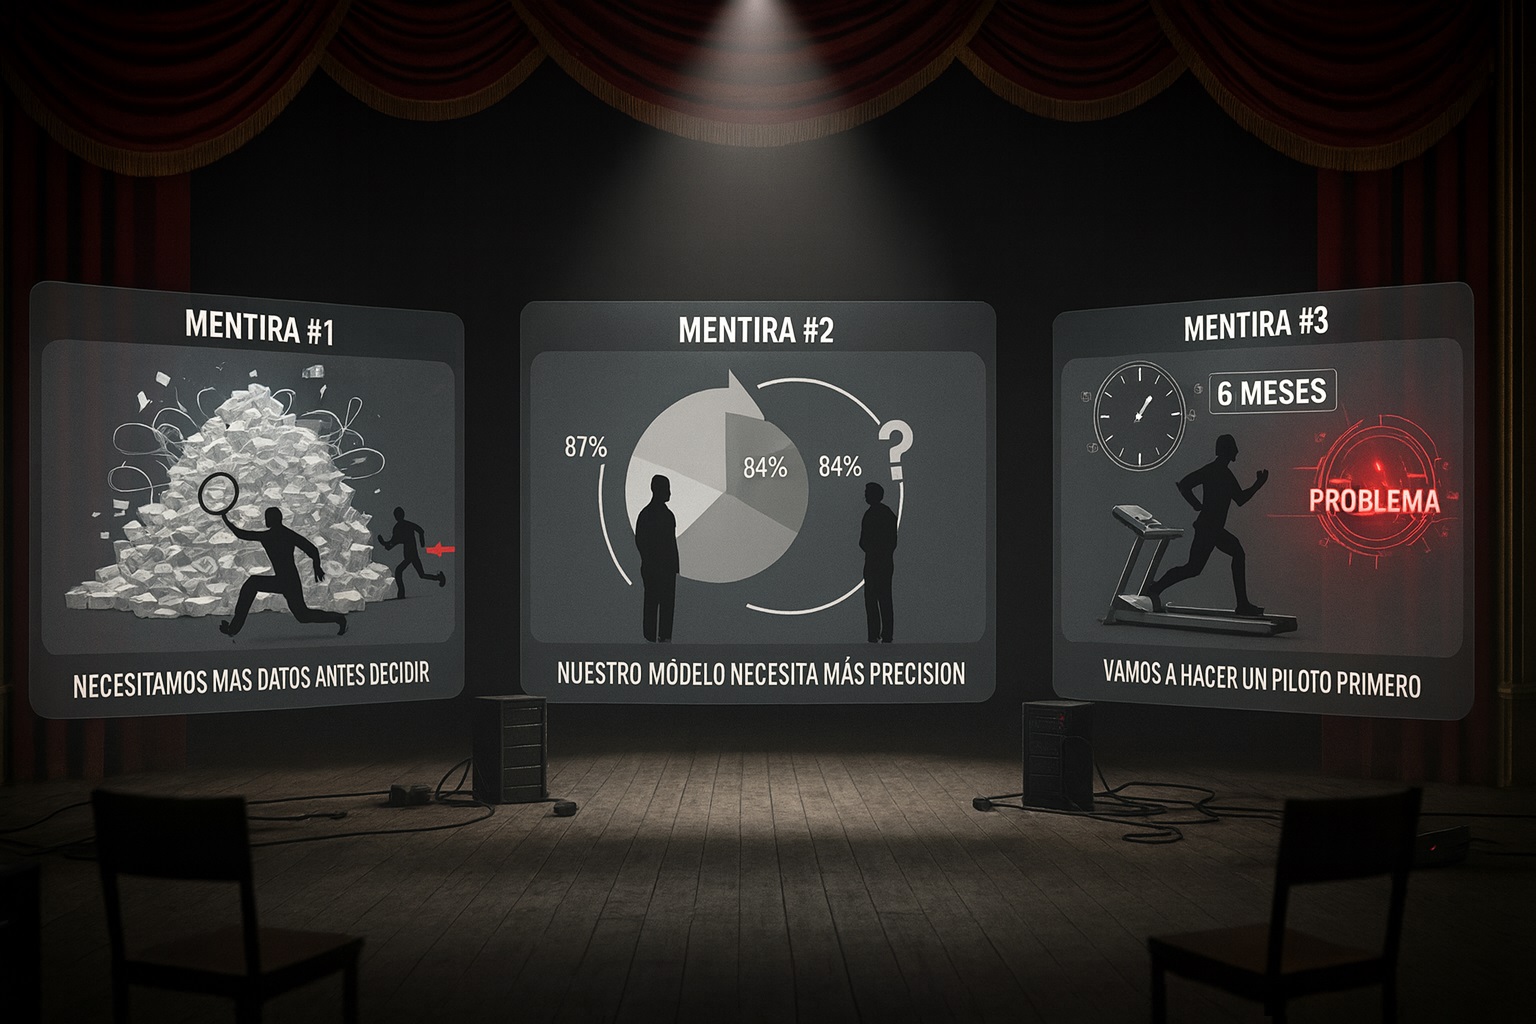 MENTIRA #1
NECESITAMOS MAS DATOS ANTES DECIDIR
MENTIRA #2
87%
84%
84%
?
NUESTRO MÖDELO NECESITA MÁS PRECISION
MENTIRA #3
6 MESES
PROBLEMA
VAMOS A HACER UN PILOTO PRIMERO